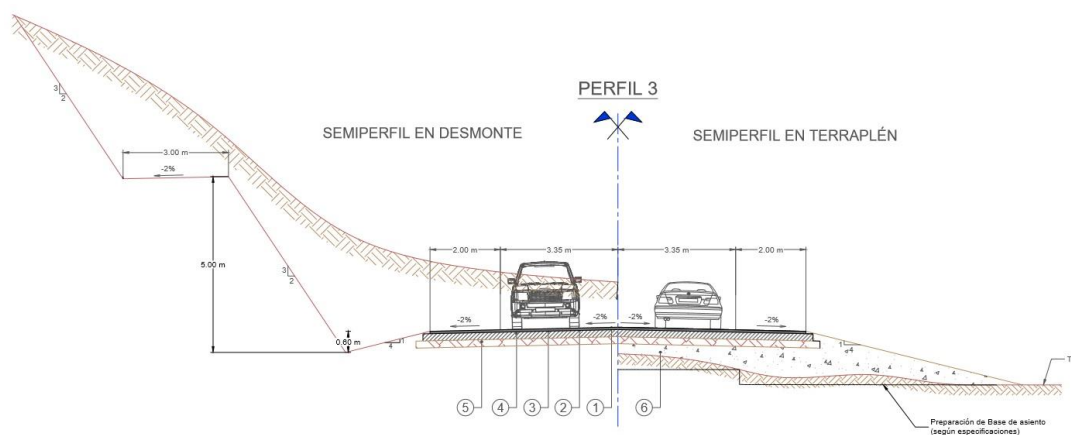 PERFIL 3
SEMIPERFIL EN DESMONTE
SEMIPERFIL EN TERRAPLÉN
3
2
3.00 m
-2%
5.00 m
3
2
2.00 m
3.35 m
3.35 m
2.00 m
-2%
-2%
-2%
-2%
0.60 m
4
1
T
5
4
3
2
1
6
Preparación de Base de asiento
(según especificaciones)